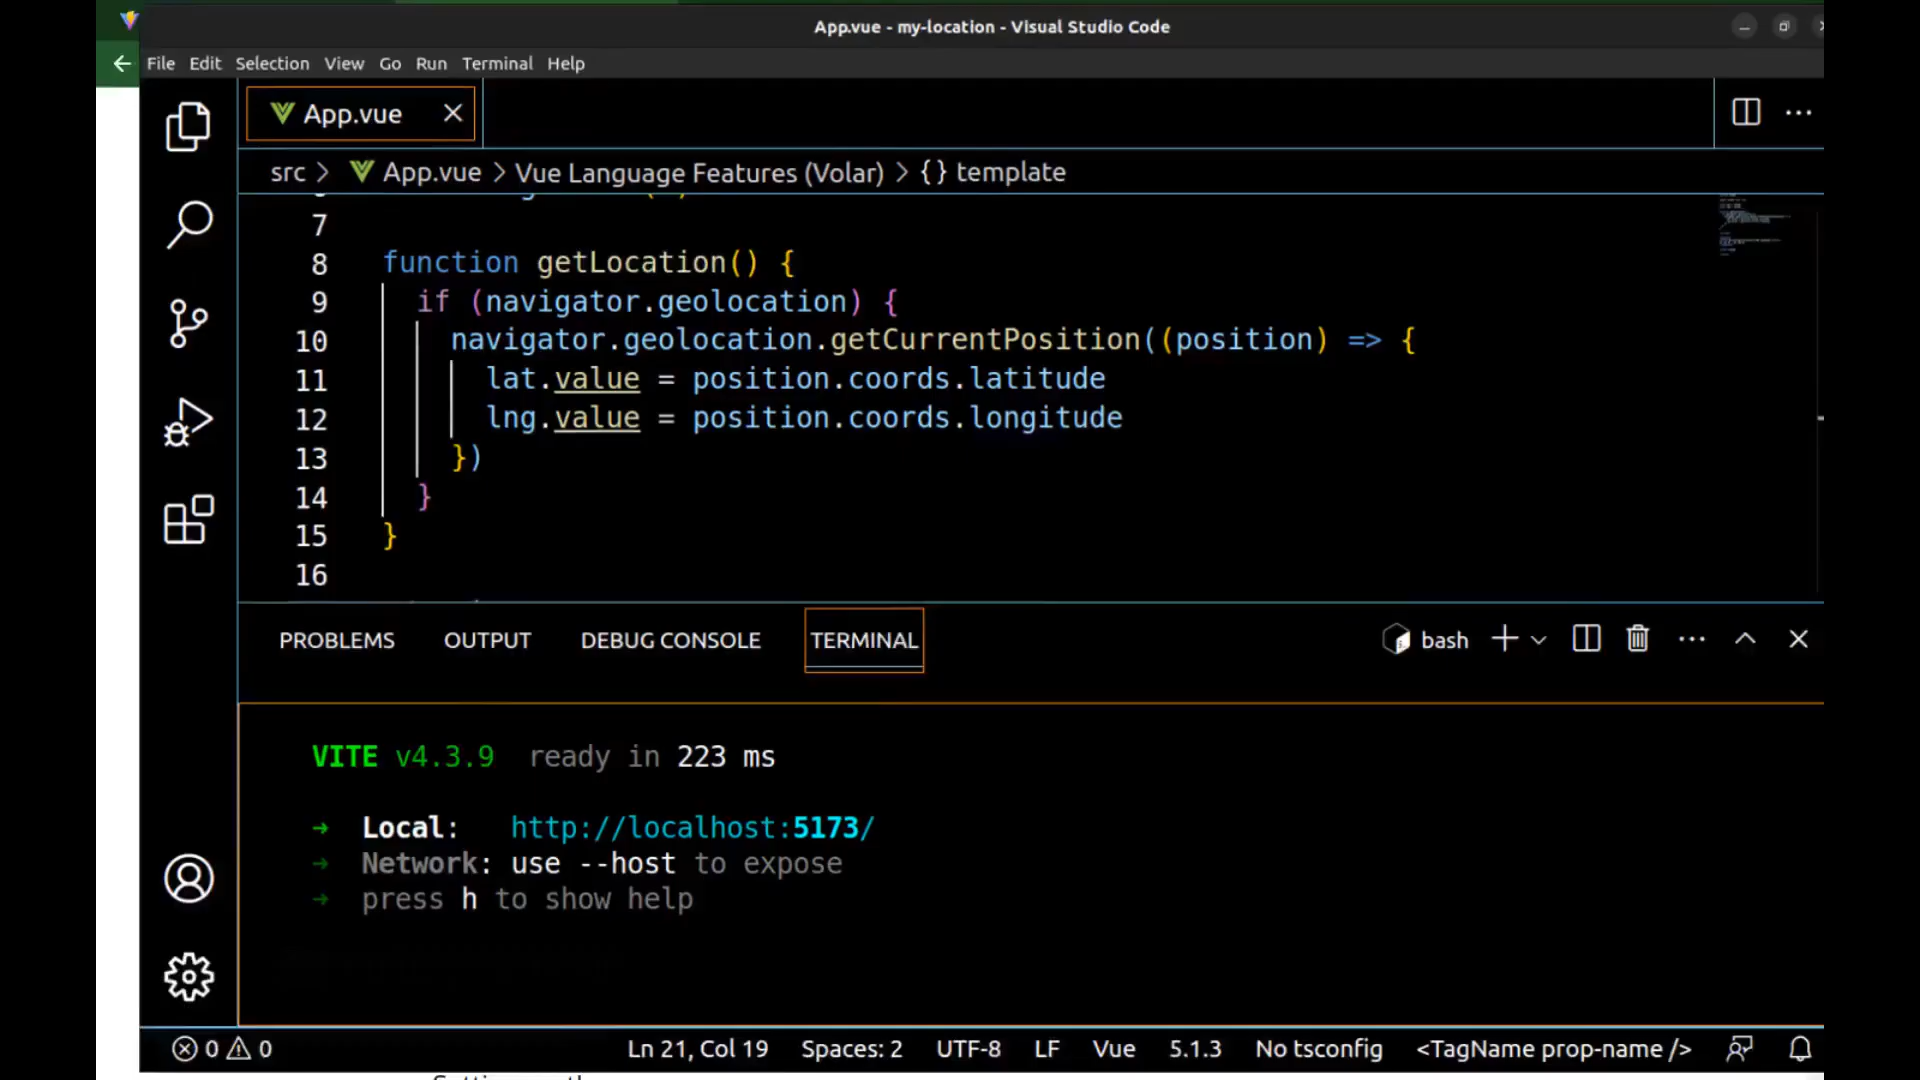 App.vue - my-location - Visual Studio Code
File Edit Selection View Go Run Terminal Help
App.vue
src > App.vue > Vue Language Features (Volar) > {} template
7
8 function getLocation() {
9 if (navigator.geolocation) {
10 navigator.geolocation.getCurrentPosition((position) => {
11 lat.value = position.coords.latitude
12 lng.value = position.coords.longitude
13 })
14 }
15 }
16
PROBLEMS OUTPUT DEBUG CONSOLE TERMINAL bash
VITE v4.3.9 ready in 223 ms
➜ Local: http://localhost:5173/
➜ Network: use --host to expose
➜ press h to show help
0 0 Ln 21, Col 19 Spaces: 2 UTF-8 LF Vue 5.1.3 No tsconfig <TagName prop-name />